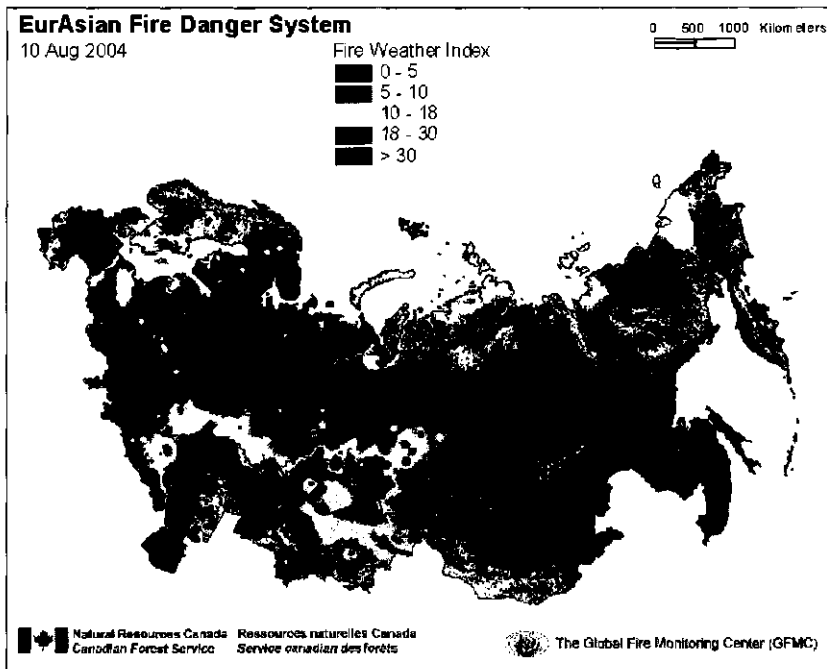 EurAsian Fire Danger System
10 Aug 2004
0 500 1000 Kilometers
Fire Weather Index
0 - 5
5 - 10
10 - 18
18 - 30
> 30
Natural Resources Canada Ressources naturelles Canada
Canadian Forest Service Service canadian des forêts
The Global Fire Monitoring Center (GFMC)